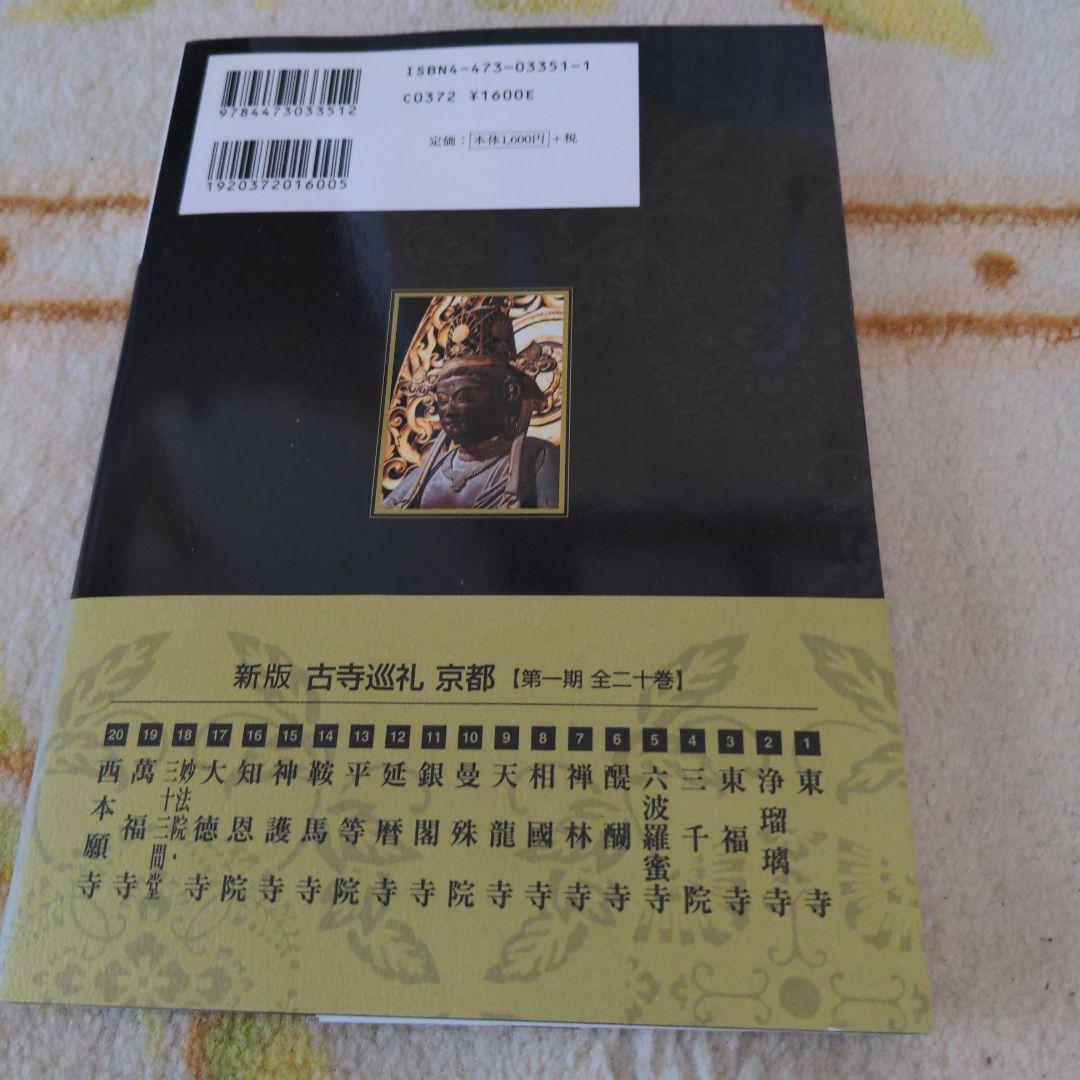 ISBN4-473-03351-1
9784473033512
C0372 ¥1600E
定価：本体1,600円+税
1920372016005
新版 古寺巡礼 京都【第一期 全二十巻】
1 東寺
2 浄瑠璃寺
3 東福寺
4 三千院
5 六波羅蜜寺
6 醍醐寺
7 禅林寺
8 相國寺
9 天龍寺
10 曼殊院
11 銀閣寺
12 延暦寺
13 平等院
14 鞍馬寺
15 神護寺
16 知恩院
17 大徳寺
18 妙法院・三十三間堂
19 萬福寺
20 西本願寺